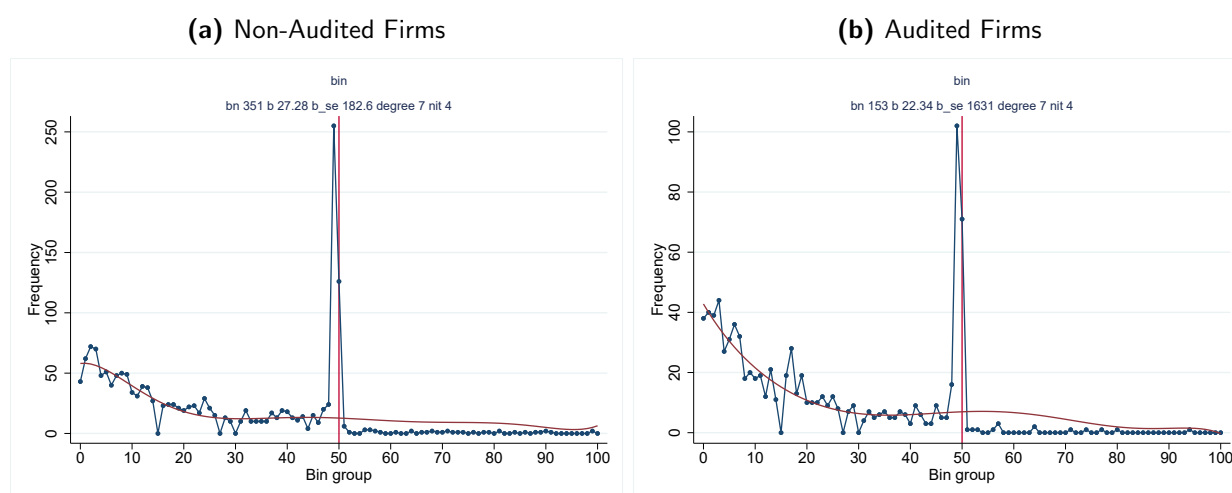 (a) Non-Audited Firms
bin
bn 351 b 27.28 b_se 182.6 degree 7 nit 4
Frequency
250
200
150
100
50
0
0 10 20 30 40 50 60 70 80 90 100
Bin group
(b) Audited Firms
bin
bn 153 b 22.34 b_se 1631 degree 7 nit 4
Frequency
100
80
60
40
20
0
0 10 20 30 40 50 60 70 80 90 100
Bin group